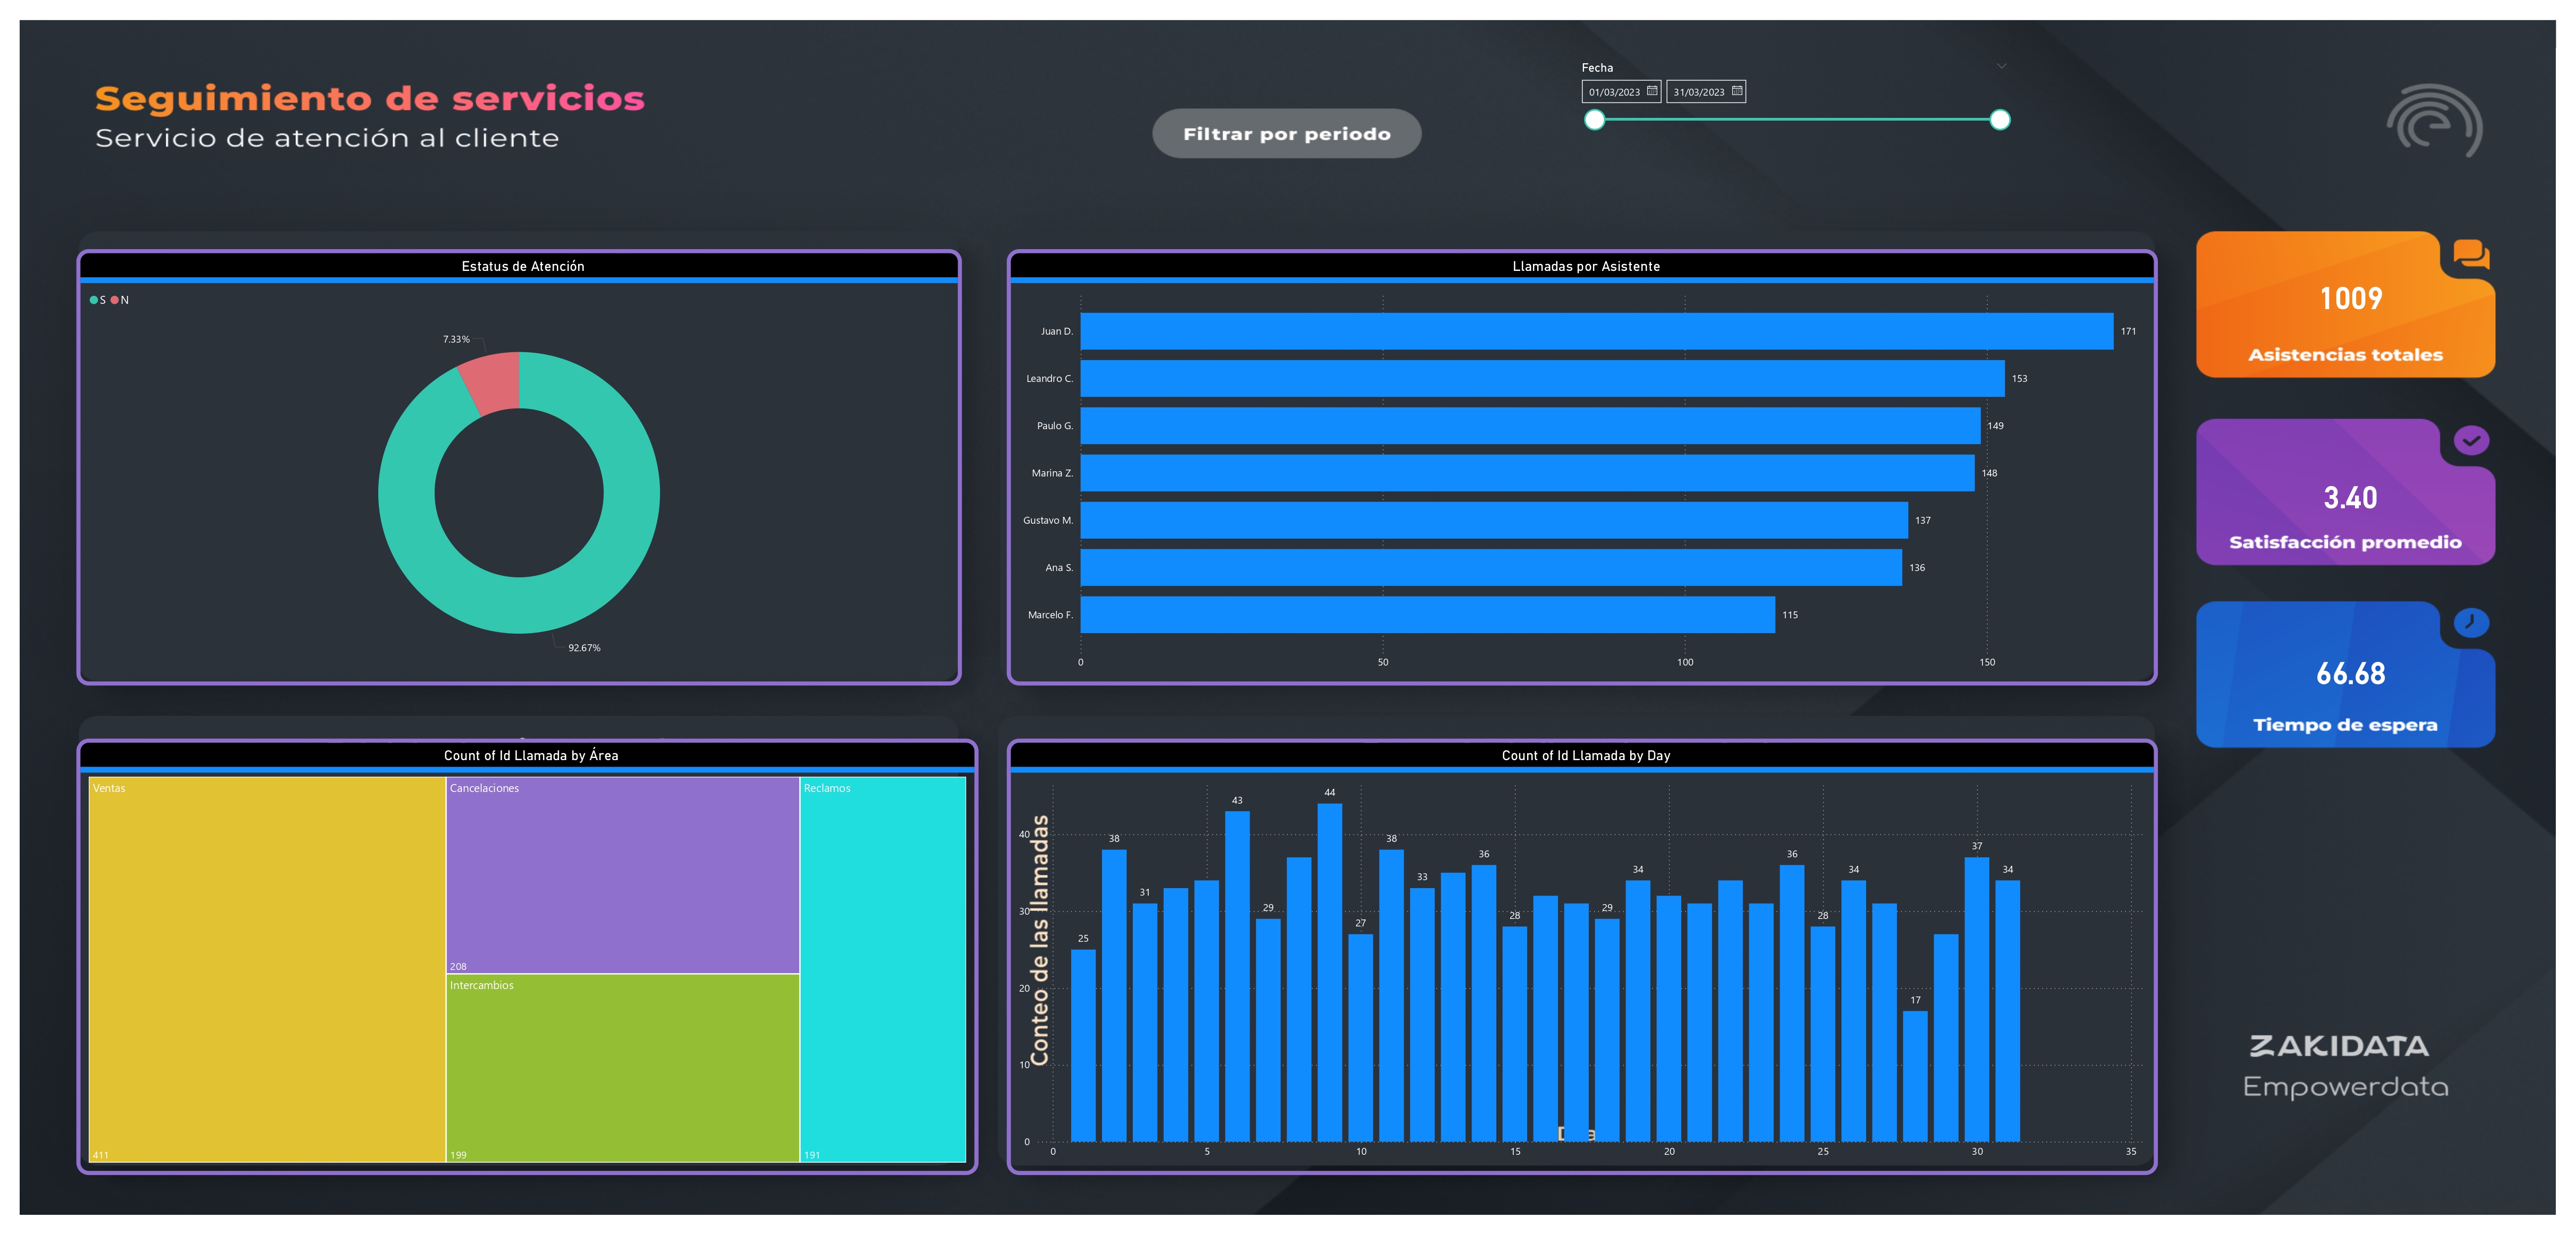 Seguimiento de servicios
Servicio de atención al cliente
Filtrar por periodo
Fecha
01/03/2023 31/03/2023
Estatus de Atención
S N
7.33%
92.67%
Llamadas por Asistente
Juan D. 171
Leandro C. 153
Paulo G. 149
Marina Z. 148
Gustavo M. 137
Ana S. 136
Marcelo F. 115
0 50 100 150
1009
Asistencias totales
3.40
Satisfacción promedio
66.68
Tiempo de espera
Count of Id Llamada by Área
Ventas
411
Cancelaciones
208
Intercambios
199
Reclamos
191
Count of Id Llamada by Day
Conteo de las llamadas
40
30
20
10
0
25 38 31 43 29 44 27 38 33 36 28 29 34 36 28 34 17 37 34
0 5 10 15 20 25 30 35
ZAKIDATA
Empowerdata